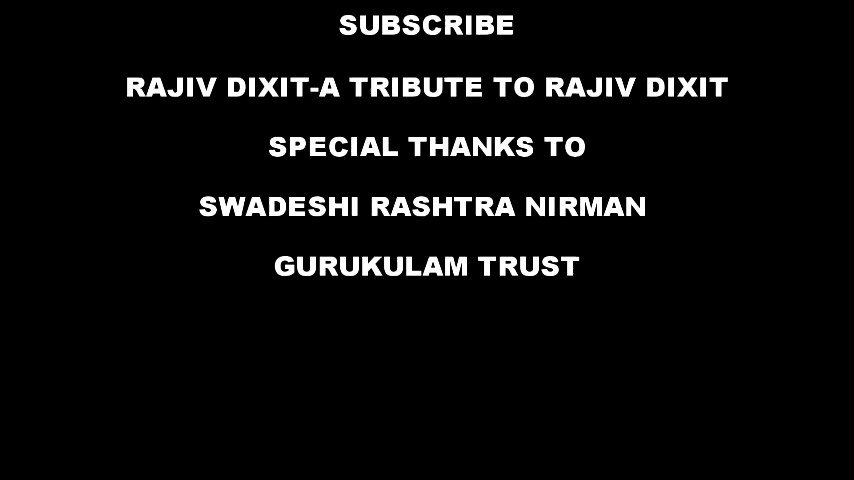 SUBSCRIBE
RAJIV DIXIT-A TRIBUTE TO RAJIV DIXIT
SPECIAL THANKS TO
SWADESHI RASHTRA NIRMAN
GURUKULAM TRUST